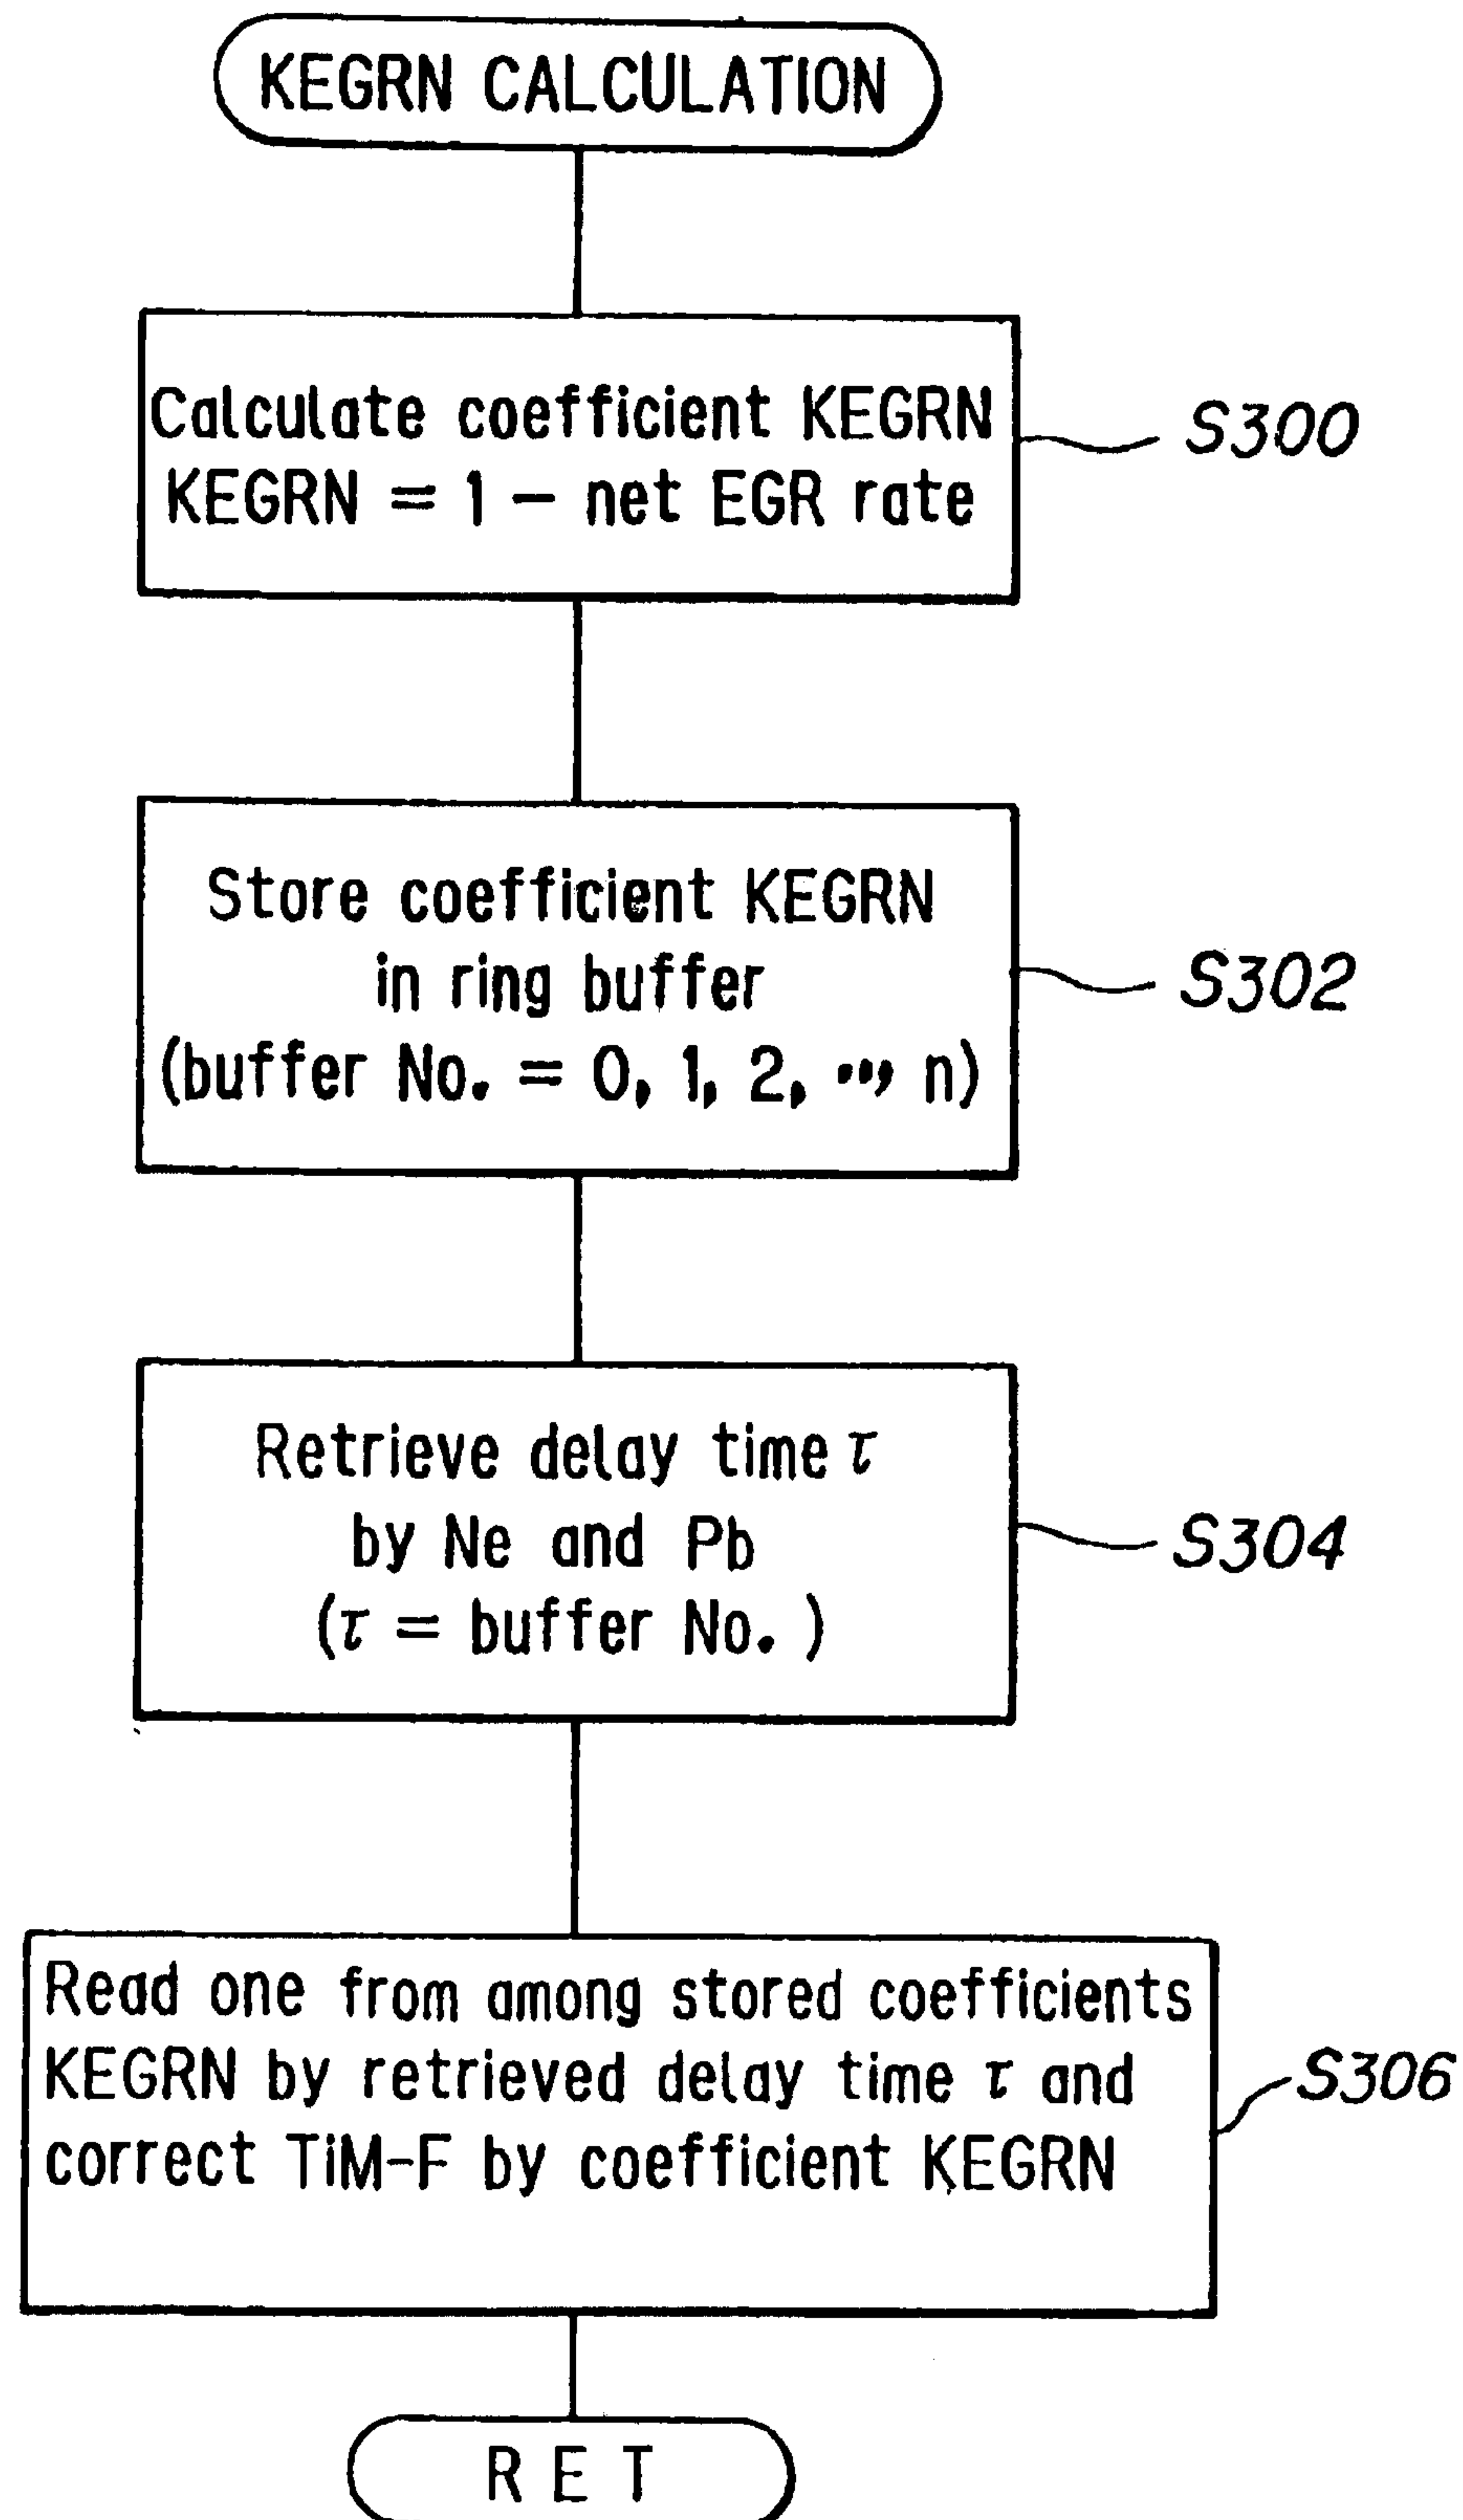 KEGRN CALCULATION
Calculate coefficient KEGRN
KEGRN = 1 – net EGR rate
S300
Store coefficient KEGRN
in ring buffer
(buffer No. = 0, 1, 2, ••, n)
S302
Retrieve delay time τ
by Ne and Pb
(τ = buffer No.)
S304
Read one from among stored coefficients
KEGRN by retrieved delay time τ and
correct TiM-F by coefficient KEGRN
S306
RET